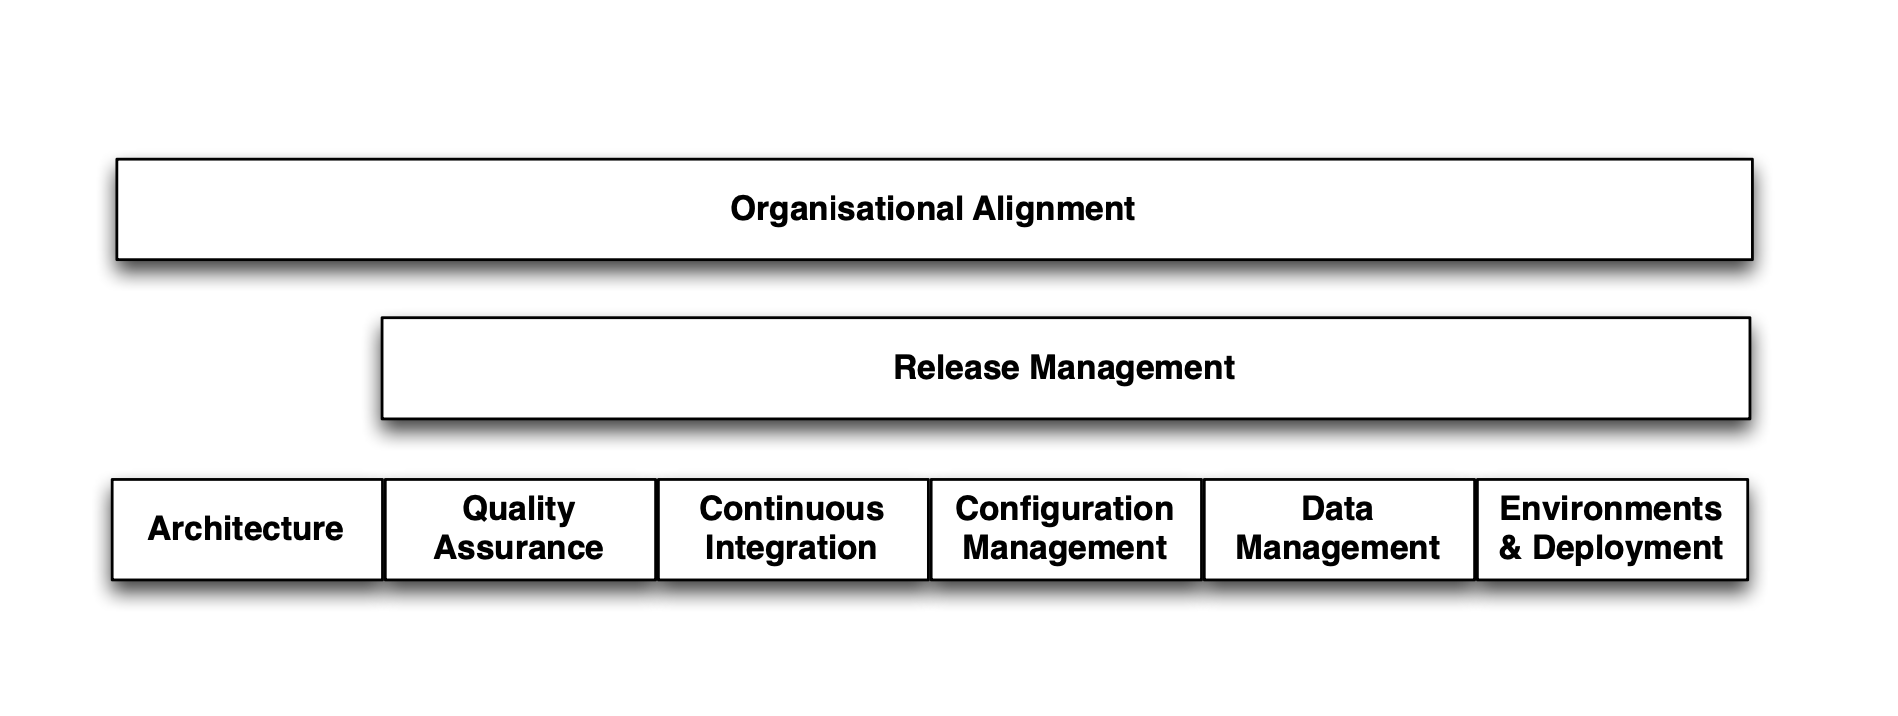 Organisational Alignment
Release Management
Architecture
Quality
Assurance
Continuous
Integration
Configuration
Management
Data
Management
Environments
& Deployment